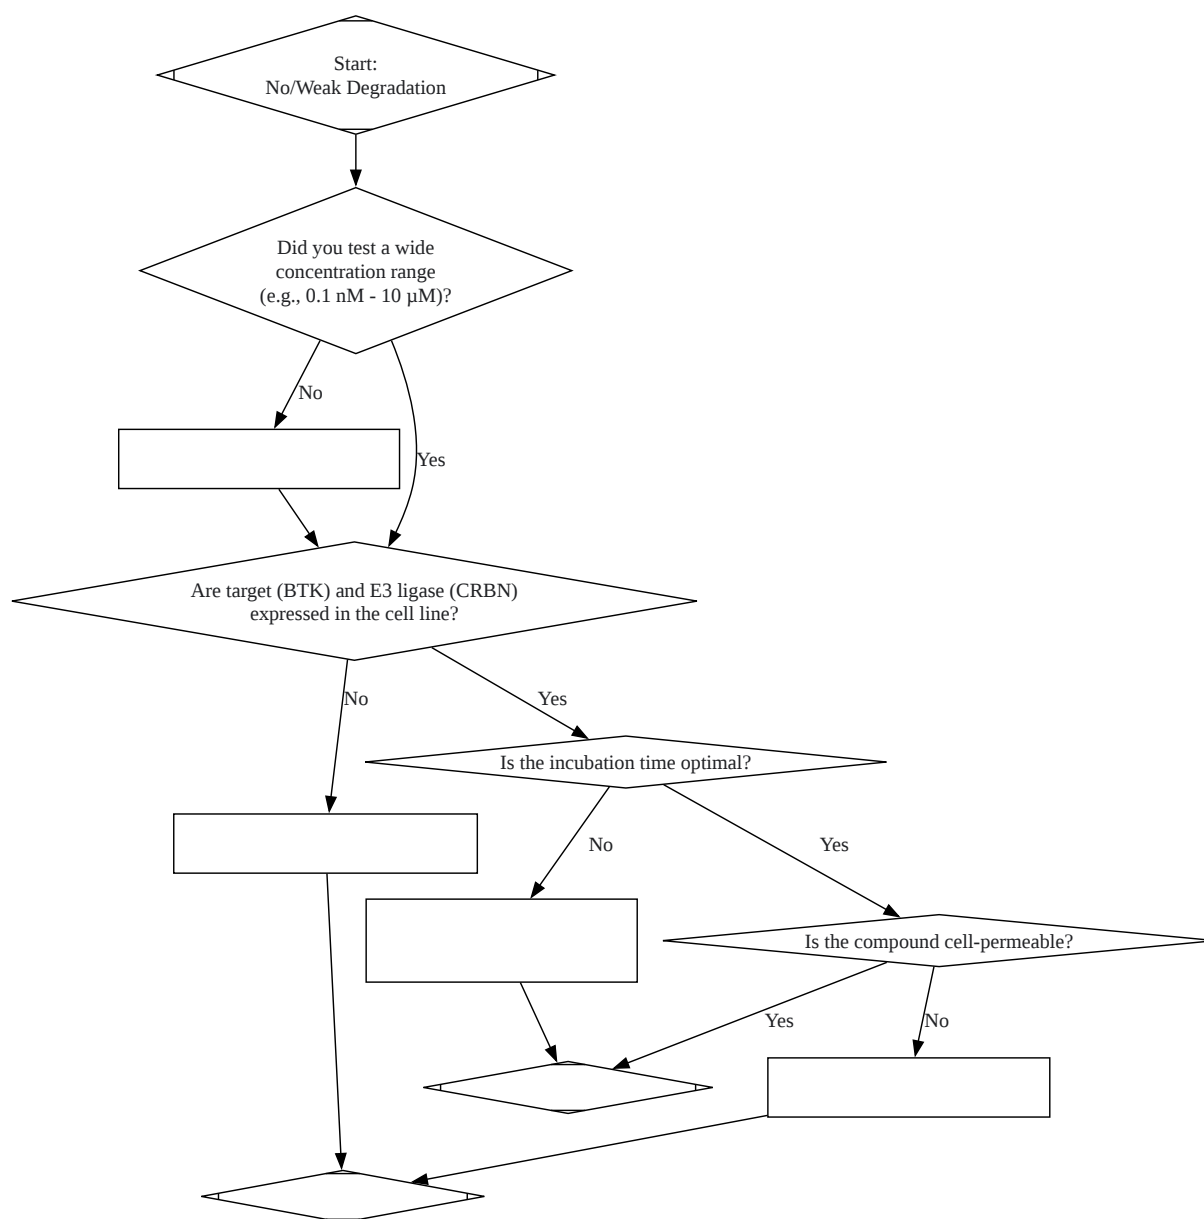 Start:
No/Weak Degradation
Did you test a wide
concentration range
(e.g., 0.1 nM - 10 µM)?
No
Yes
Are target (BTK) and E3 ligase (CRBN)
expressed in the cell line?
No
Yes
Is the incubation time optimal?
No
Yes
Is the compound cell-permeable?
Yes
No